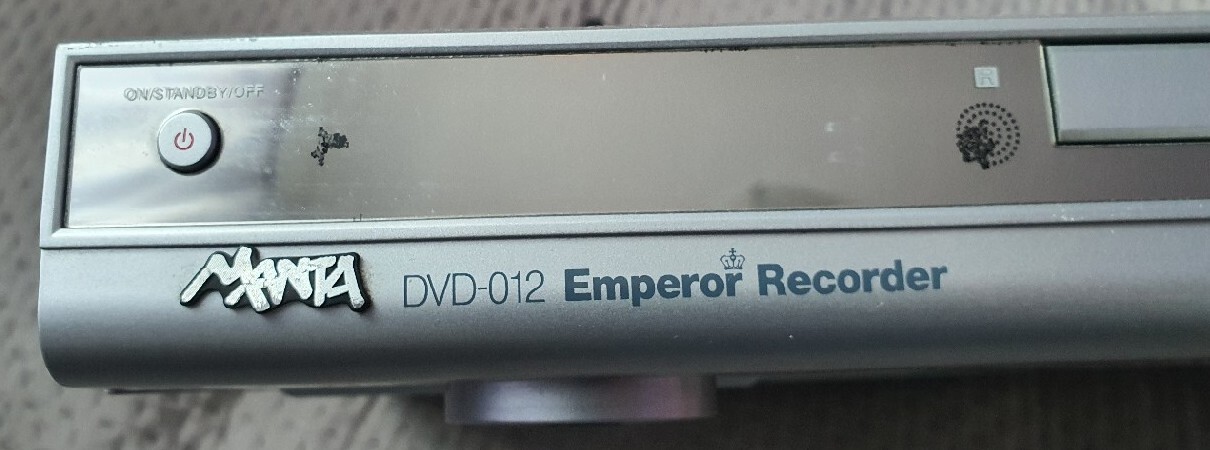 ON/STANDBY/OFF
R
MANTA DVD-012 Emperor Recorder